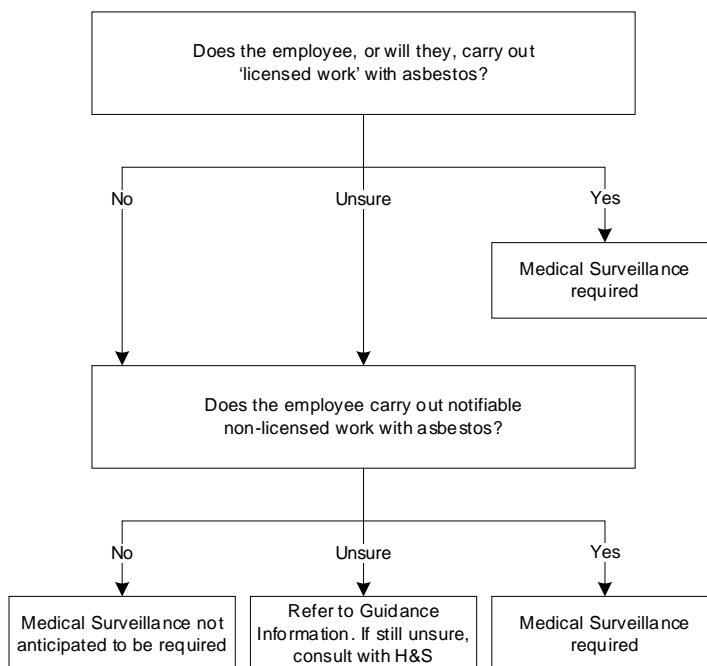 Does the employee, or will they, carry out
‘licensed work’ with asbestos?
No
Unsure
Yes
Medical Surveillance
required
Does the employee carry out notifiable
non-licensed work with asbestos?
No
Unsure
Yes
Medical Surveillance not
anticipated to be required
Refer to Guidance
Information. If still unsure,
consult with H&S
Medical Surveillance
required